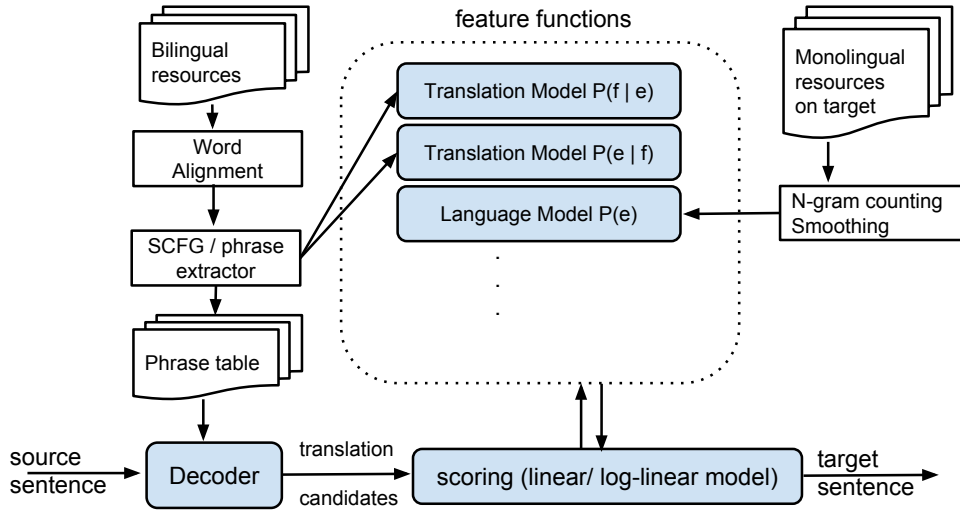 feature functions
Bilingual
resources
Word
Alignment
SCFG / phrase
extractor
Phrase table
Translation Model P(f | e)
Translation Model P(e | f)
Language Model P(e)
.
.
.
Monolingual
resources
on target
N-gram counting
Smoothing
source
sentence
Decoder
translation
candidates
scoring (linear/ log-linear model)
target
sentence